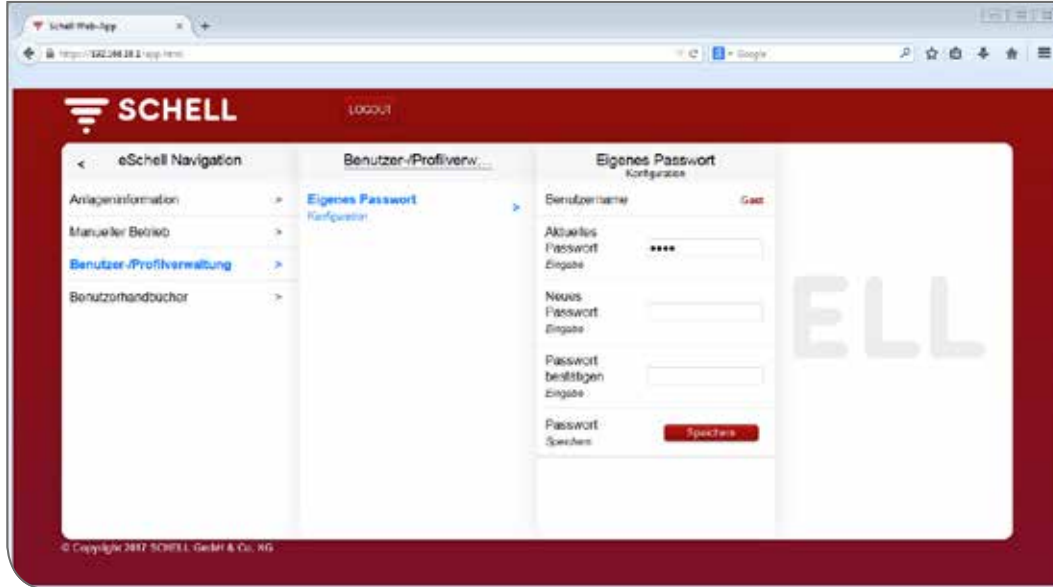 Schell Web-App
Google
SCHELL
LOGOUT
< eSchell Navigation
Anlageninformation >
Manueller Betrieb >
Benutzer-/Profilverwaltung >
Benutzerhandbücher >
Benutzer-/Profilverw...
Eigenes Passwort >
Konfiguration
Eigenes Passwort
Konfiguration
Benutzername Gast
Aktuelles
Passwort
Eingabe
Neues
Passwort
Eingabe
Passwort
bestätigen
Eingabe
Passwort
Speichern
Speichern
ELL
© Copyright 2017 SCHELL GmbH & Co. KG